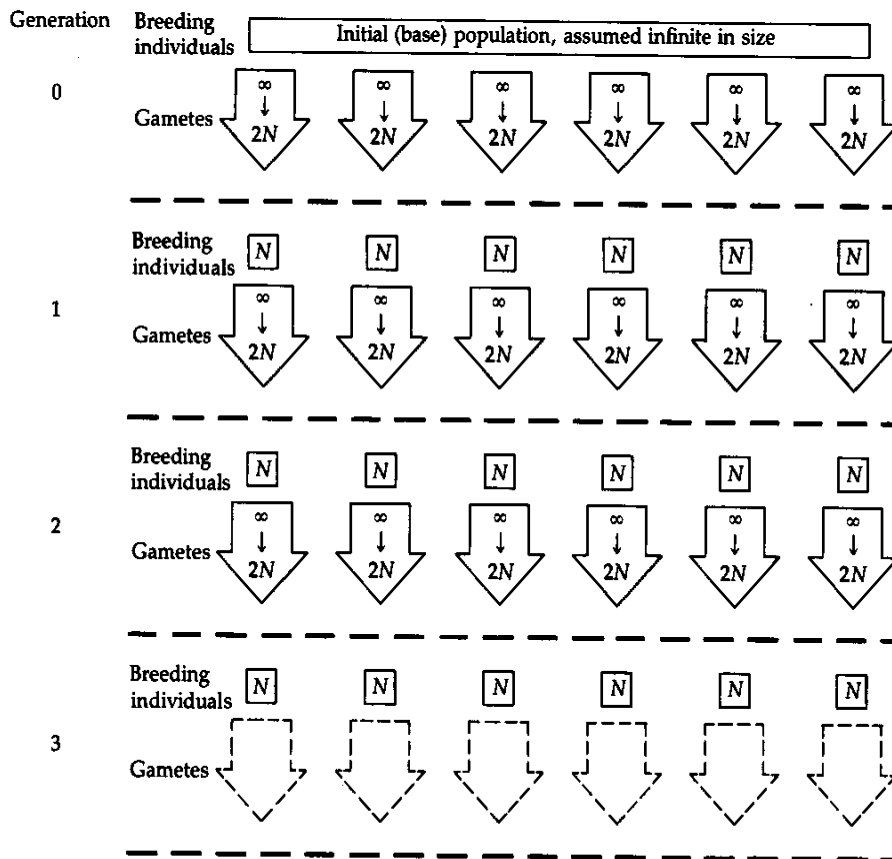 Generation
Breeding
individuals
Initial (base) population, assumed infinite in size
0
Gametes
∞ ∞ ∞ ∞ ∞ ∞
↓ ↓ ↓ ↓ ↓ ↓
2N 2N 2N 2N 2N 2N
Breeding
individuals
N N N N N N
1
Gametes
∞ ∞ ∞ ∞ ∞ ∞
↓ ↓ ↓ ↓ ↓ ↓
2N 2N 2N 2N 2N 2N
Breeding
individuals
N N N N N N
2
Gametes
∞ ∞ ∞ ∞ ∞ ∞
↓ ↓ ↓ ↓ ↓ ↓
2N 2N 2N 2N 2N 2N
Breeding
individuals
N N N N N N
3
Gametes